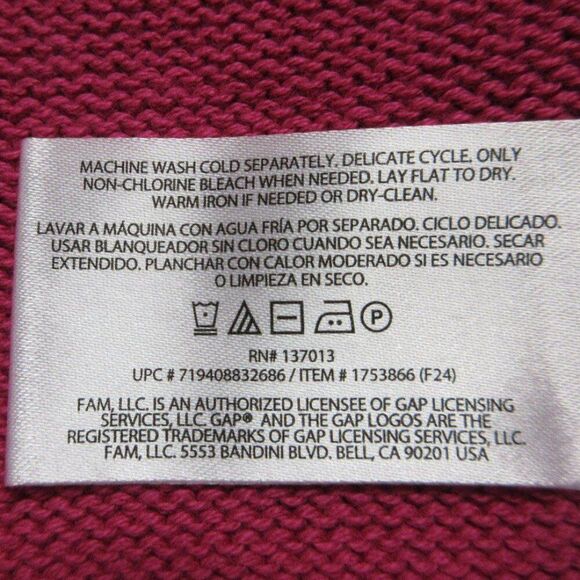 MACHINE WASH COLD SEPARATELY. DELICATE CYCLE. ONLY
NON-CHLORINE BLEACH WHEN NEEDED. LAY FLAT TO DRY.
WARM IRON IF NEEDED OR DRY-CLEAN.
LAVAR A MÁQUINA CON AGUA FRÍA POR SEPARADO. CICLO DELICADO.
USAR BLANQUEADOR SIN CLORO CUANDO SEA NECESARIO. SECAR
EXTENDIDO. PLANCHAR CON CALOR MODERADO SI ES NECESARIO
O LIMPIEZA EN SECO.
P
RN# 137013
UPC # 719408832686 / ITEM # 1753866 (F24)
FAM, LLC. IS AN AUTHORIZED LICENSEE OF GAP LICENSING
SERVICES, LLC. GAP® AND THE GAP LOGOS ARE THE
REGISTERED TRADEMARKS OF GAP LICENSING SERVICES, LLC.
FAM, LLC. 5553 BANDINI BLVD. BELL, CA 90201 USA